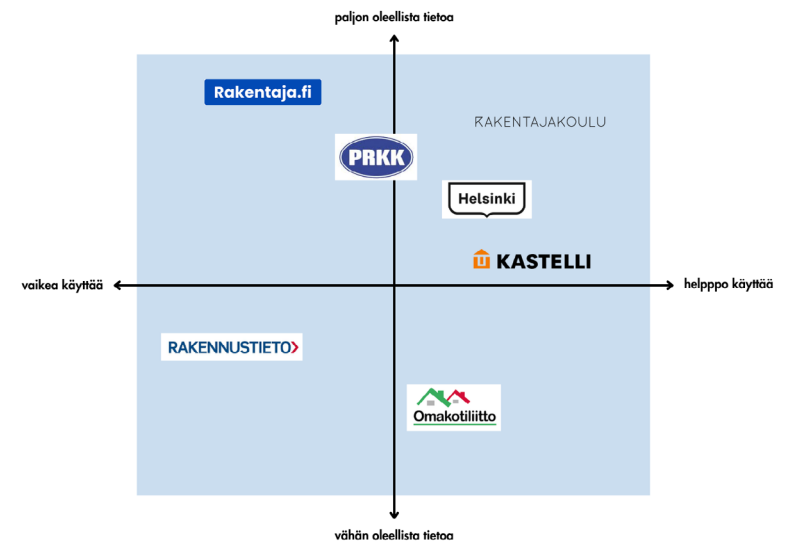 paljon oleellista tietoa
Rakentaja.fi
RAKENTAJAKOULU
PRKK
Helsinki
KASTELLI
vaikea käyttää
helpppo käyttää
RAKENNUSTIETO
Omakotiliitto
vähän oleellista tietoa